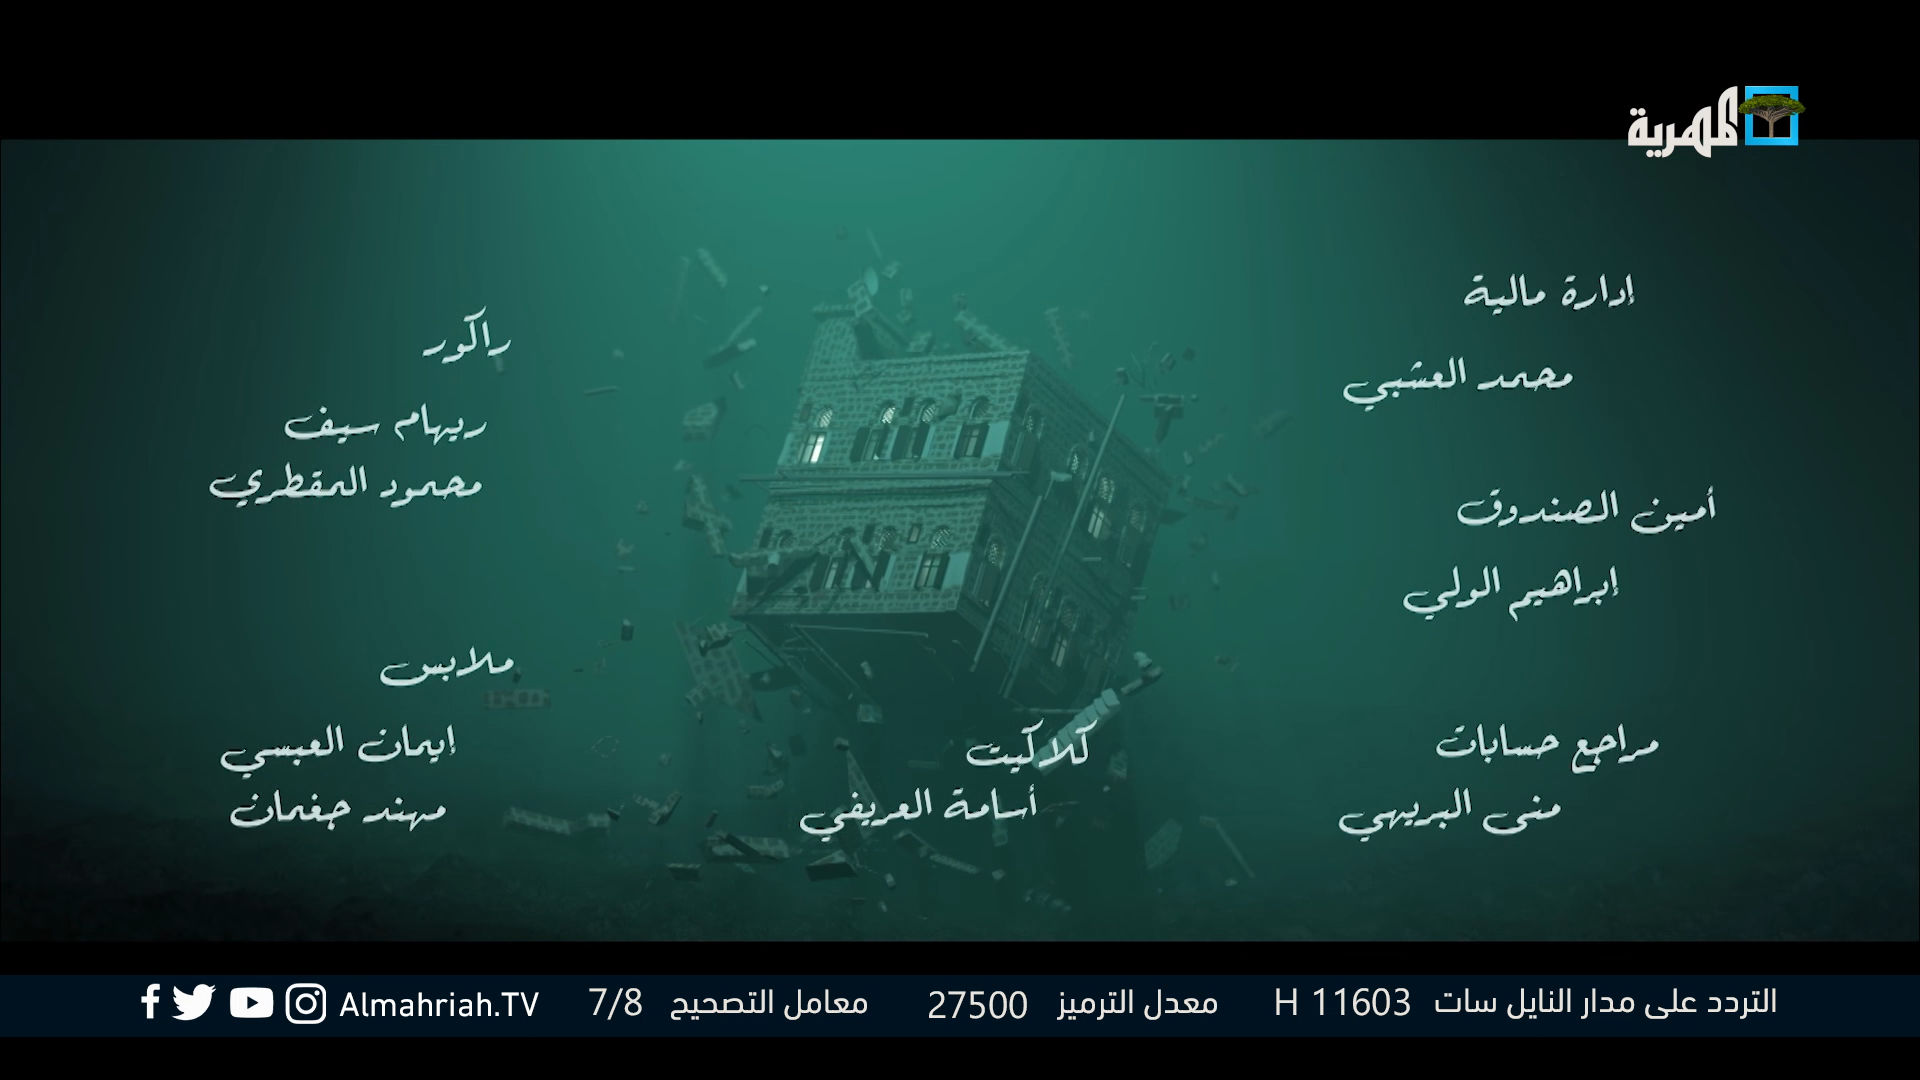 المهرية
إدارة مالية
محمد العشبي
أمين الصندوق
إبراهيم الولي
مراجع حسابات
منى البريهي
كلاكيت
أسامة العريفي
راكور
ريهام سيف
محمود المقطري
ملابس
إيمان العبسي
مهند جغمان
التردد على مدار النايل سات H 11603 معدل الترميز 27500 معامل التصحيح 7/8 Almahriah.TV